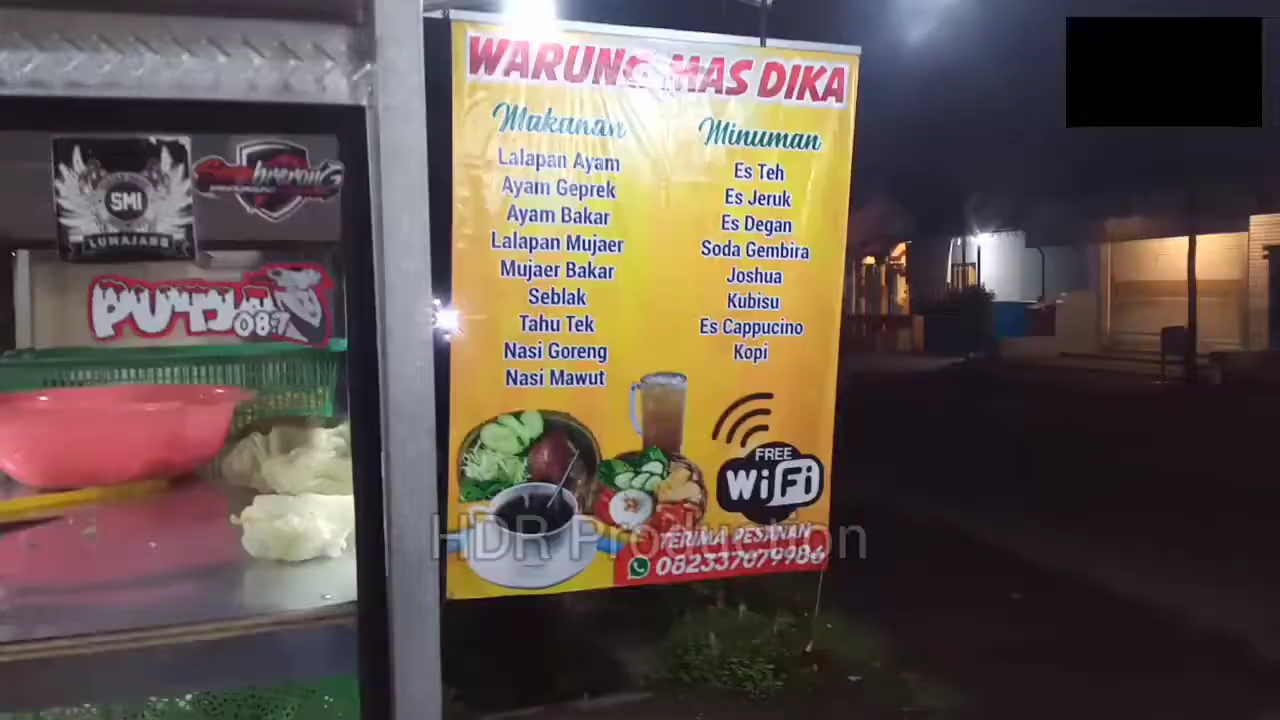 WARUNG MAS DIKA
Makanan
Lalapan Ayam
Ayam Geprek
Ayam Bakar
Lalapan Mujaer
Mujaer Bakar
Seblak
Tahu Tek
Nasi Goreng
Nasi Mawut
Minuman
Es Teh
Es Jeruk
Es Degan
Soda Gembira
Joshua
Kubisu
Es Cappucino
Kopi
FREE
WiFi
TERIMA PESANAN
082337079986
HDR Production
SMI
LUMAJANG
087